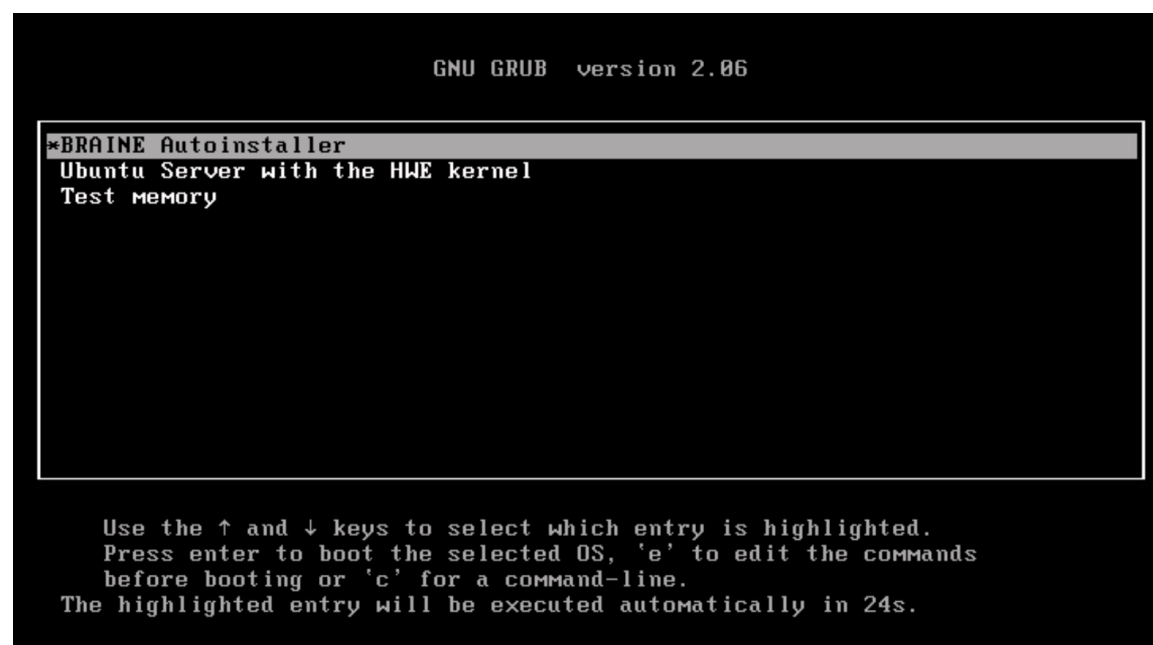 GNU GRUB  version 2.06
*BRAINE Autoinstaller
Ubuntu Server with the HWE kernel
Test memory
Use the ↑ and ↓ keys to select which entry is highlighted.
Press enter to boot the selected OS, `e' to edit the commands
before booting or `c' for a command-line.
The highlighted entry will be executed automatically in 24s.